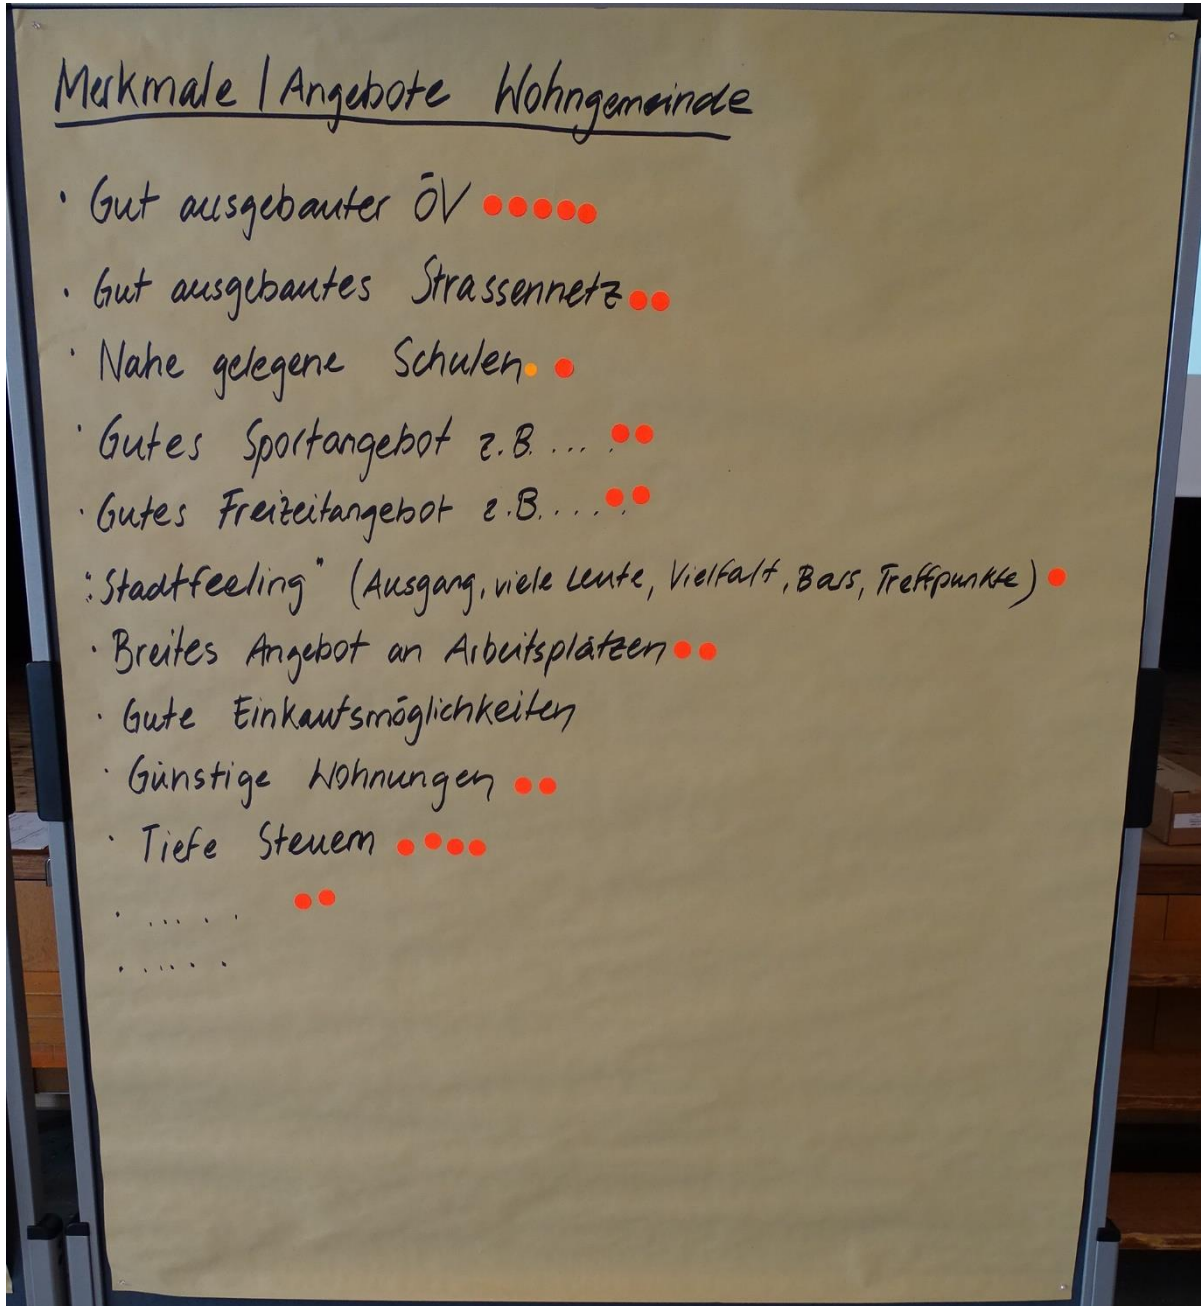 Merkmale / Angebote Wohngemeinde
· Gut ausgebauter ÖV
· Gut ausgebautes Strassennetz
· Nahe gelegene Schulen
· Gutes Sportangebot z.B. ....
· Gutes Freizeitangebot z.B. .....
· "Stadtfeeling" (Ausgang, viele Leute, Vielfalt, Bars, Treffpunkte)
· Breites Angebot an Arbeitsplätzen
· Gute Einkaufsmöglichkeiten
· Günstige Wohnungen
· Tiefe Steuern
· .....
· .....